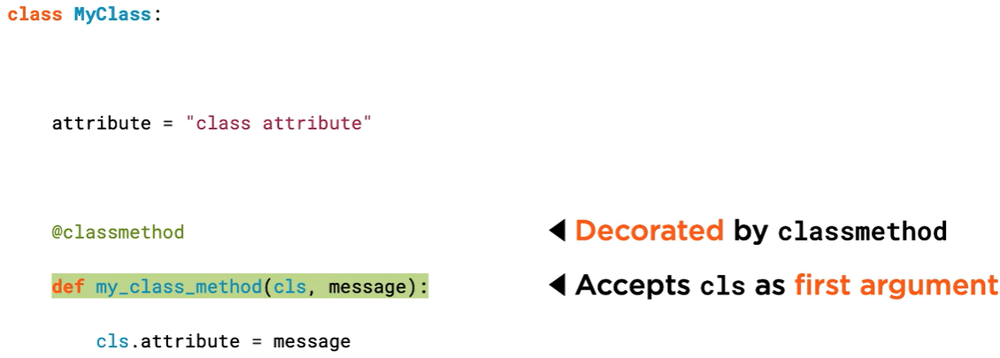 class MyClass:
attribute = "class attribute"
@classmethod
◀ Decorated by classmethod
def my_class_method(cls, message):
◀ Accepts cls as first argument
cls.attribute = message